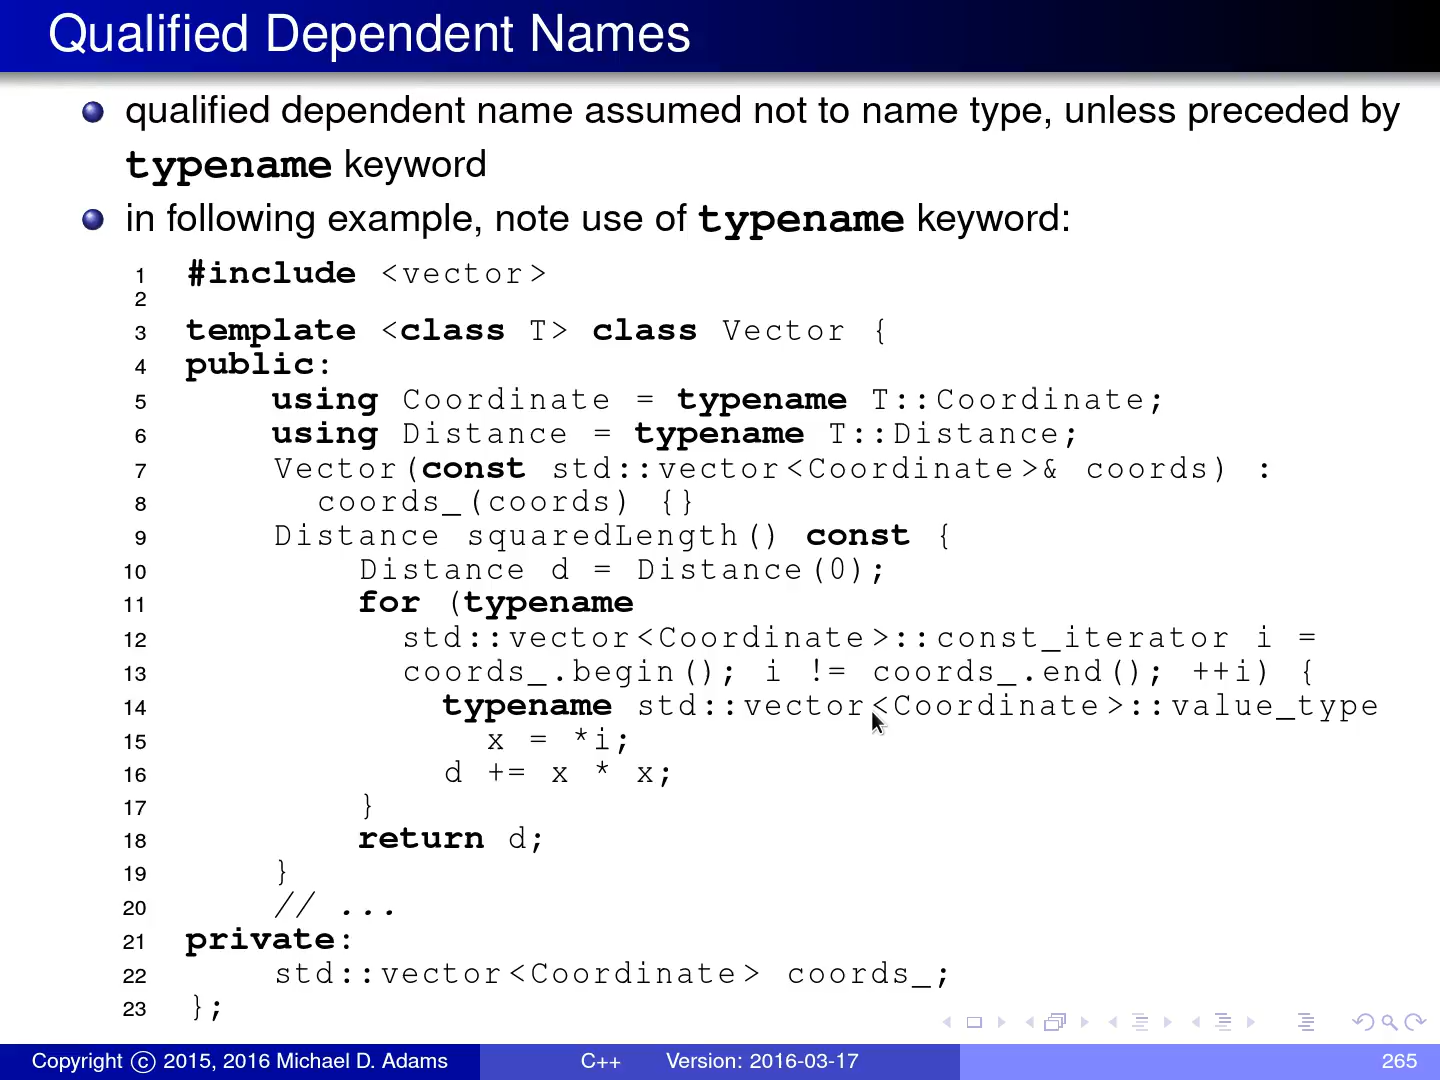 Qualified Dependent Names
qualified dependent name assumed not to name type, unless preceded by
typename keyword
in following example, note use of typename keyword:
1 #include <vector>
2
3 template <class T> class Vector {
4 public:
5 using Coordinate = typename T::Coordinate;
6 using Distance = typename T::Distance;
7 Vector(const std::vector<Coordinate>& coords) :
8 coords_(coords) {}
9 Distance squaredLength() const {
10 Distance d = Distance(0);
11 for (typename
12 std::vector<Coordinate>::const_iterator i =
13 coords_.begin(); i != coords_.end(); ++i) {
14 typename std::vector<Coordinate>::value_type
15 x = *i;
16 d += x * x;
17 }
18 return d;
19 }
20 // ...
21 private:
22 std::vector<Coordinate> coords_;
23 };
Copyright © 2015, 2016 Michael D. Adams C++ Version: 2016-03-17 265